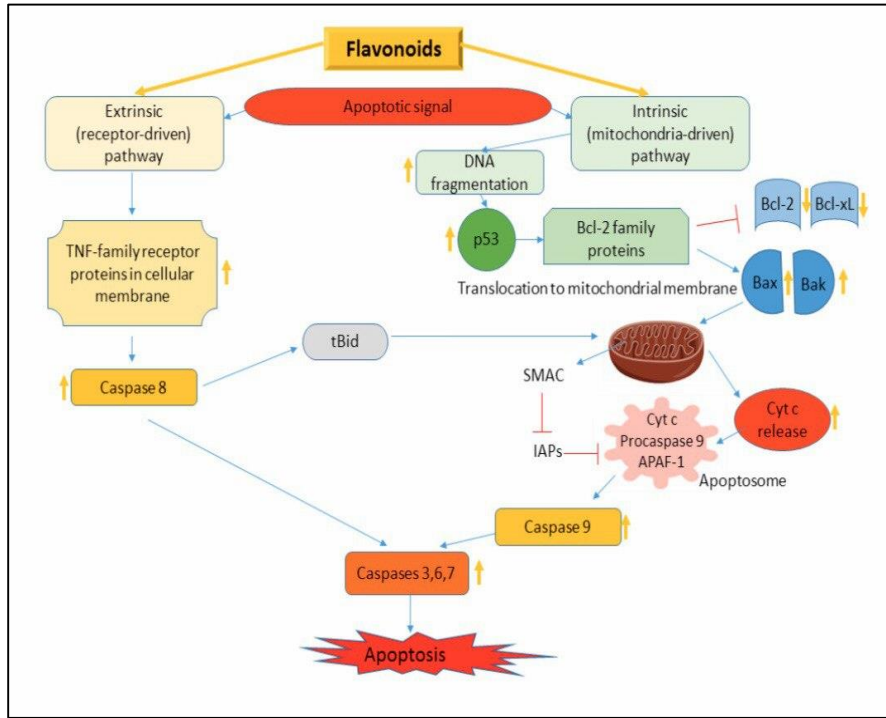 Flavonoids
Extrinsic
(receptor-driven)
pathway
Apoptotic signal
Intrinsic
(mitochondria-driven)
pathway
DNA
fragmentation
Bcl-2
Bcl-xL
p53
Bcl-2 family
proteins
TNF-family receptor
proteins in cellular
membrane
Translocation to mitochondrial membrane
Bax
Bak
tBid
Caspase 8
SMAC
Cyt c
release
IAPs
Cyt c
Procaspase 9
APAF-1
Apoptosome
Caspase 9
Caspases 3,6,7
Apoptosis